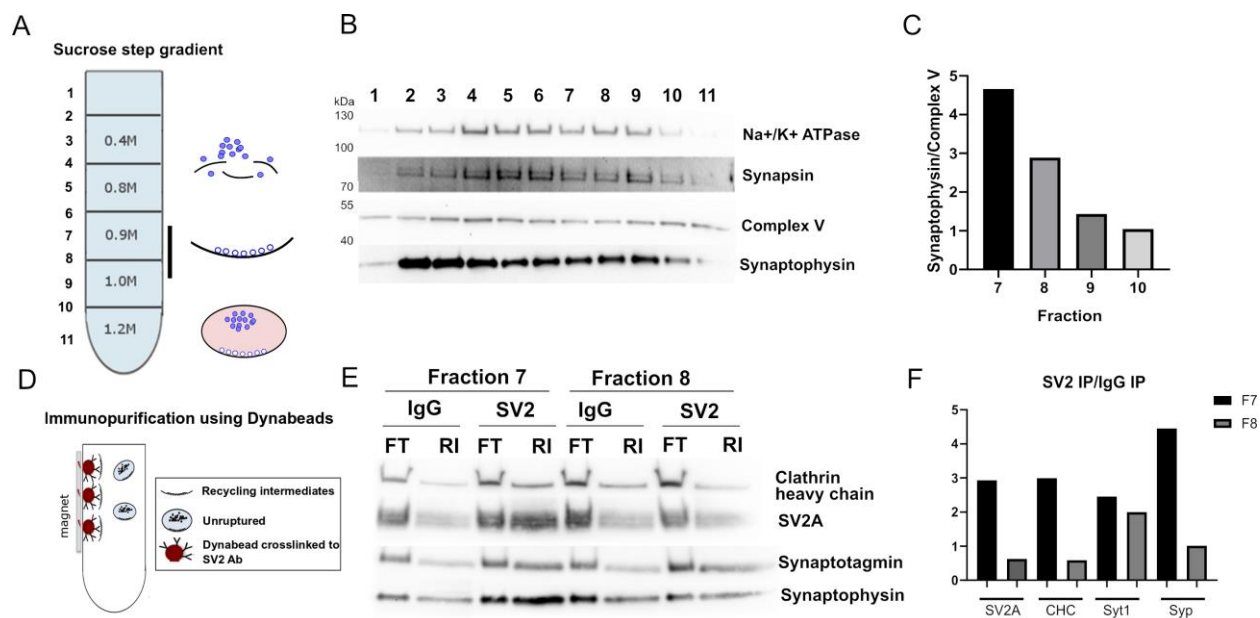 A
Sucrose step gradient
1
2
3
4
5
6
7
8
9
10
11
0.4M
0.8M
0.9M
1.0M
1.2M
B
1 2 3 4 5 6 7 8 9 10 11
kDa
130
100
70
55
40
Na+/K+ ATPase
Synapsin
Complex V
Synaptophysin
C
Synaptophysin/Complex V
5
4
3
2
1
0
7 8 9 10
Fraction
D
Immunopurification using Dynabeads
magnet
Recycling intermediates
Unruptured
Dynabead crosslinked to
SV2 Ab
E
Fraction 7 Fraction 8
IgG SV2 IgG SV2
FT RI FT RI FT RI FT RI
Clathrin
heavy chain
SV2A
Synaptotagmin
Synaptophysin
F
SV2 IP/IgG IP
F7
F8
5
4
3
2
1
0
SV2A CHC Syt1 Syp